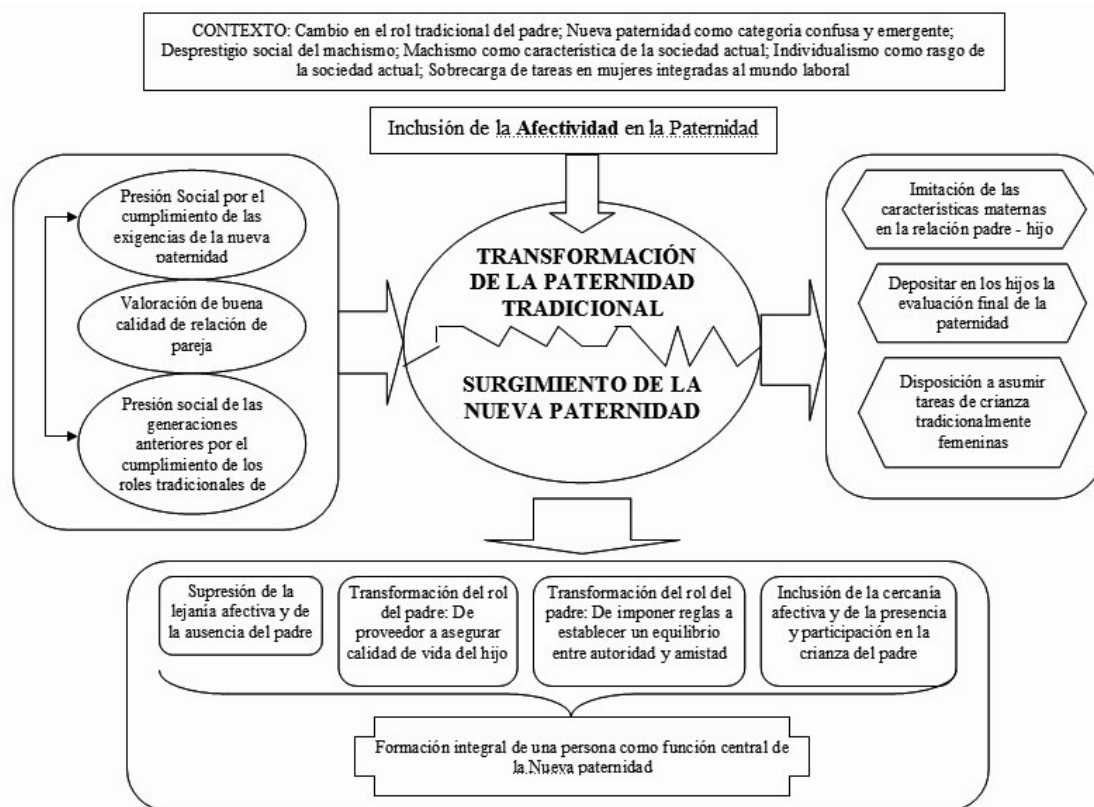 CONTEXTO: Cambio en el rol tradicional del padre; Nueva paternidad como categoría confusa y emergente;
Desprestigio social del machismo; Machismo como característica de la sociedad actual; Individualismo como rasgo de
la sociedad actual; Sobrecarga de tareas en mujeres integradas al mundo laboral
Inclusión de la Afectividad en la Paternidad
Presión Social por el
cumplimiento de las
exigencias de la nueva
paternidad
Valoración de buena
calidad de relación de
pareja
Presión social de las
generaciones
anteriores por el
cumplimiento de los
roles tradicionales de
TRANSFORMACIÓN
DE LA PATERNIDAD
TRADICIONAL
SURGIMIENTO DE LA
NUEVA PATERNIDAD
Imitación de las
características maternas
en la relación padre - hijo
Depositar en los hijos la
evaluación final de la
paternidad
Disposición a asumir
tareas de crianza
tradicionalmente
femeninas
Supresión de la
lejanía afectiva y de
la ausencia del padre
Transformación del rol
del padre: De
proveedor a asegurar
calidad de vida del hijo
Transformación del rol del
padre: De imponer reglas a
establecer un equilibrio
entre autoridad y amistad
Inclusión de la cercanía
afectiva y de la presencia
y participación en la
crianza del padre
Formación integral de una persona como función central de
la Nueva paternidad